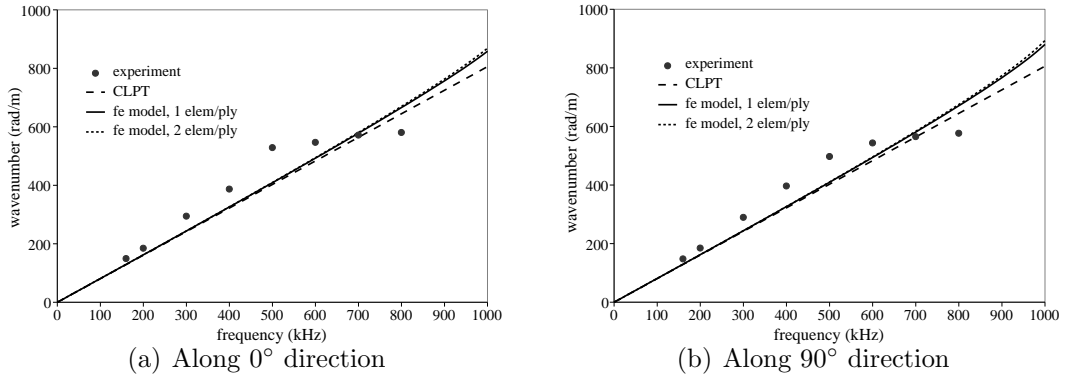 1000
800
600
400
200
0
wavenumber (rad/m)
experiment
CLPT
fe model, 1 elem/ply
fe model, 2 elem/ply
0 100 200 300 400 500 600 700 800 900 1000
frequency (kHz)
(a) Along 0° direction
1000
800
600
400
200
0
wavenumber (rad/m)
experiment
CLPT
fe model, 1 elem/ply
fe model, 2 elem/ply
0 100 200 300 400 500 600 700 800 900 1000
frequency (kHz)
(b) Along 90° direction